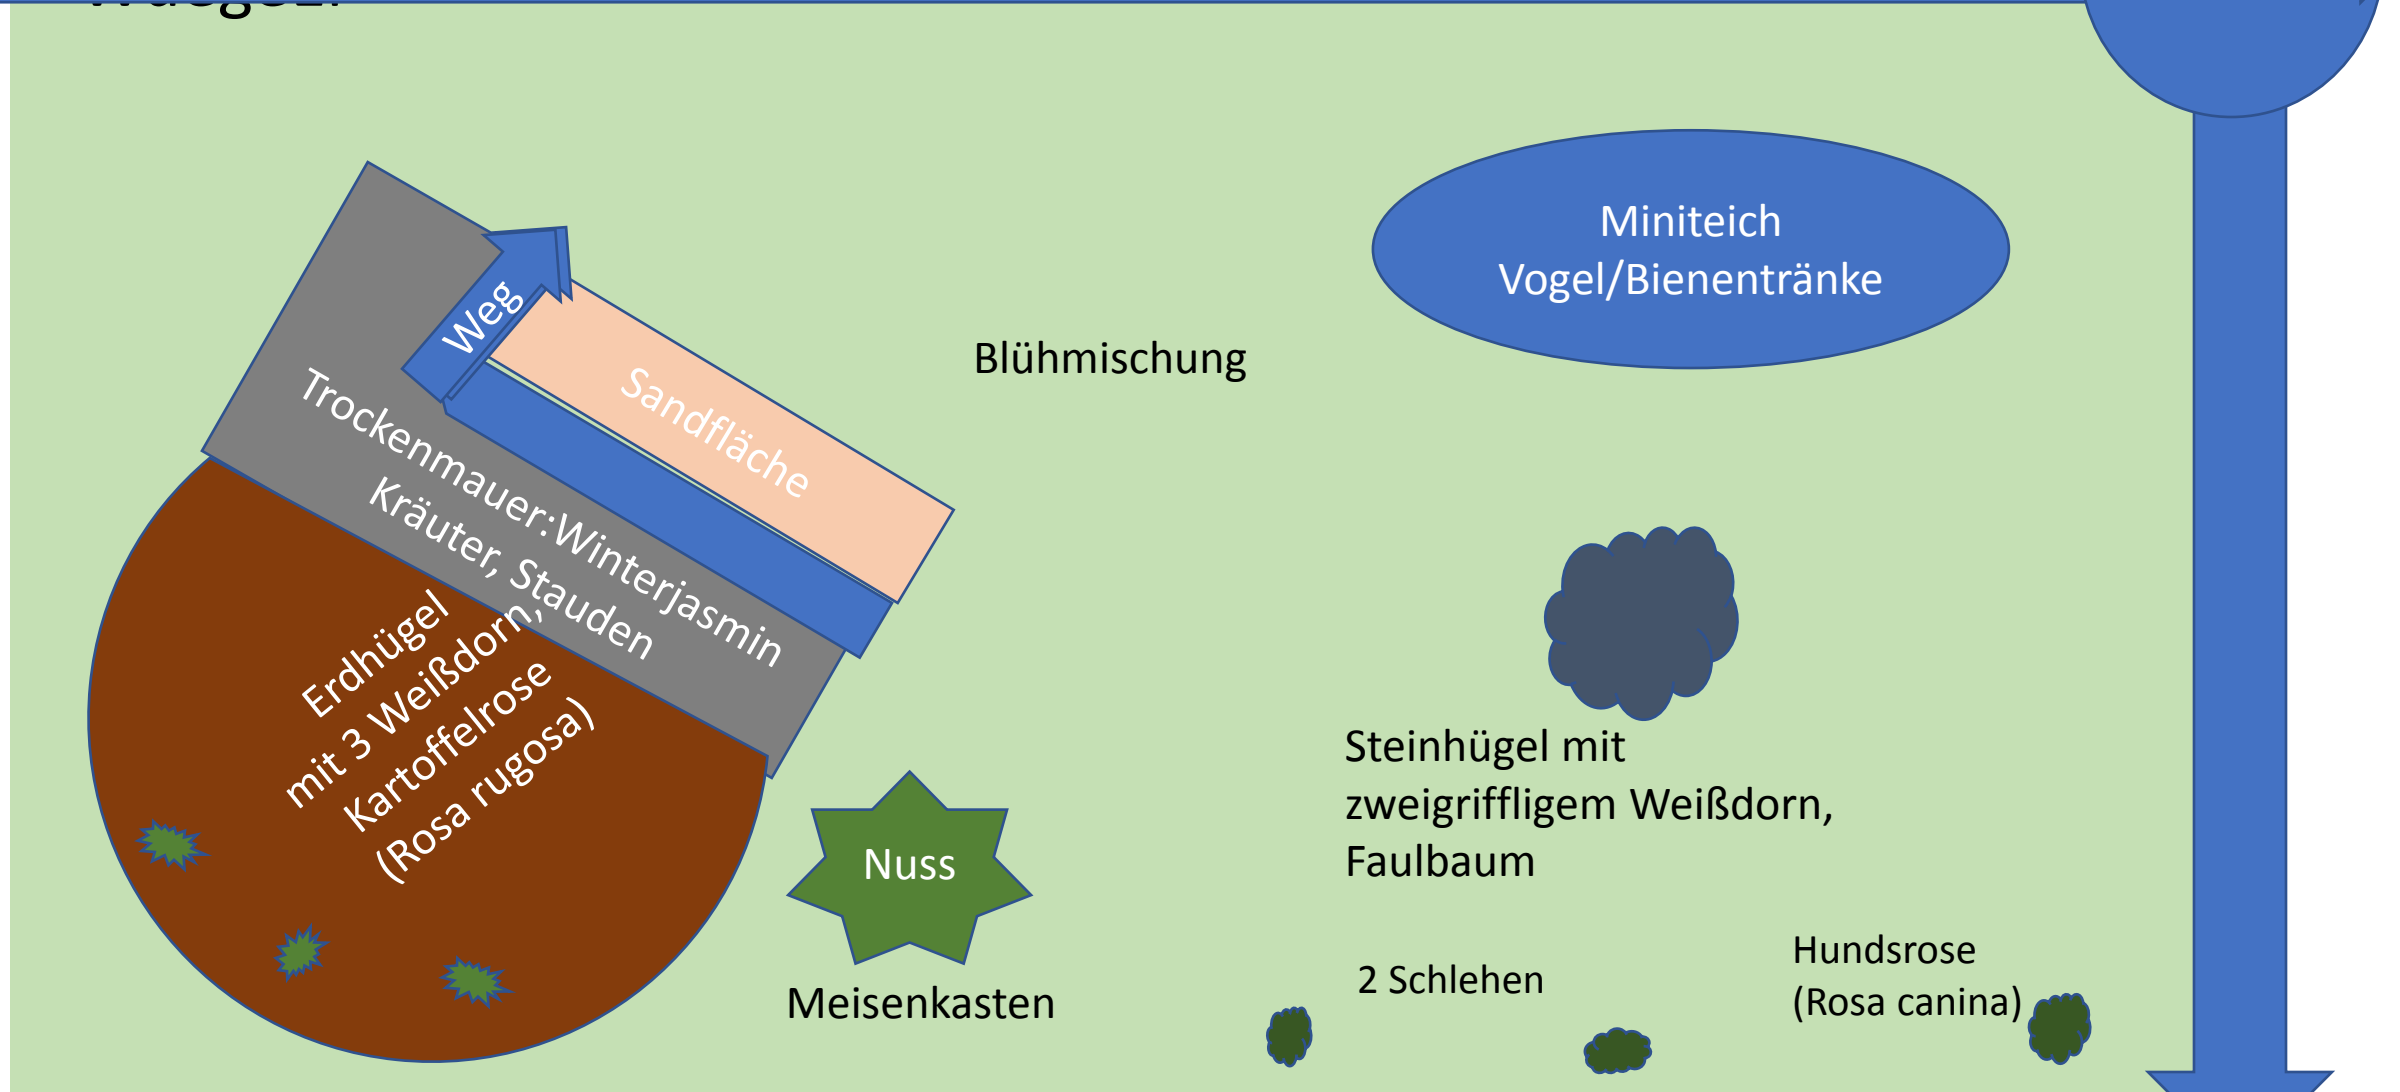 Miniteich
Vogel/Bienentränke
Weg
Sandfläche
Blühmischung
Trockenmauer:Winterjasmin
Kräuter, Stauden
Erdhügel
mit 3 Weißdorn,
Kartoffelrose
(Rosa rugosa)
Steinhügel mit
zweigriffligem Weißdorn,
Faulbaum
Nuss
Meisenkasten
2 Schlehen
Hundsrose
(Rosa canina)